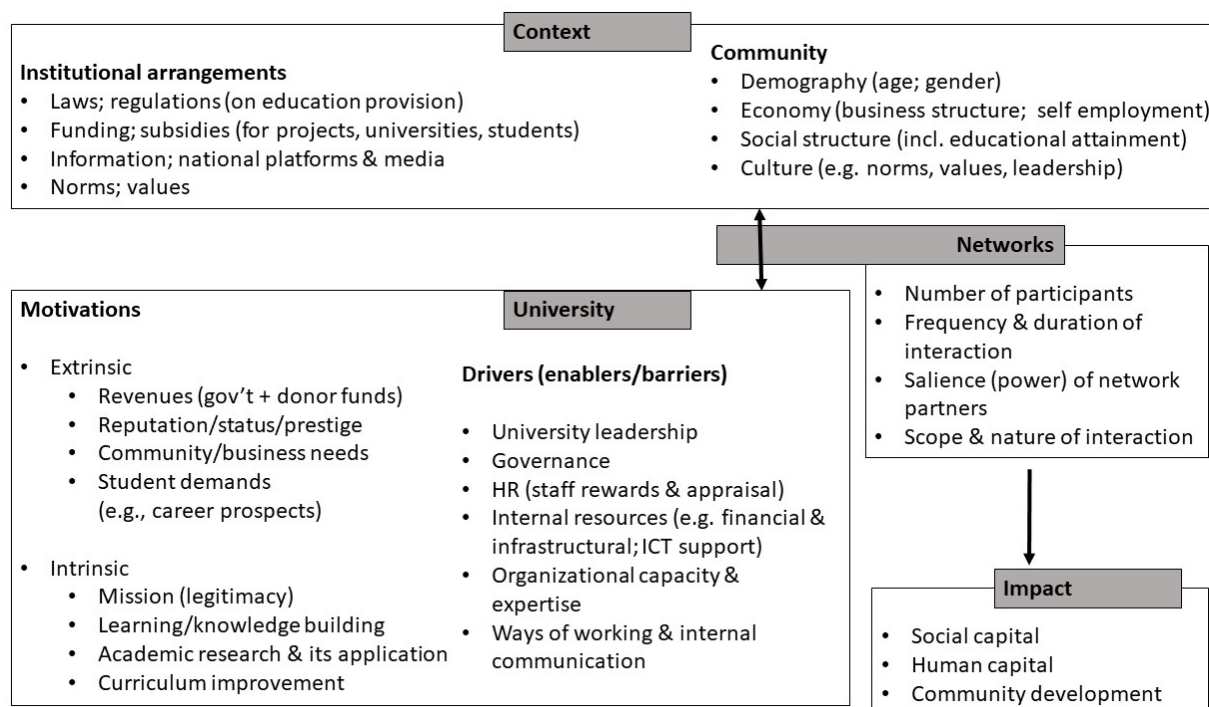 Context
Institutional arrangements
• Laws; regulations (on education provision)
• Funding; subsidies (for projects, universities, students)
• Information; national platforms & media
• Norms; values
Community
• Demography (age; gender)
• Economy (business structure; self employment)
• Social structure (incl. educational attainment)
• Culture (e.g. norms, values, leadership)
Networks
• Number of participants
• Frequency & duration of
interaction
• Salience (power) of network
partners
• Scope & nature of interaction
University
Motivations
• Extrinsic
• Revenues (gov’t + donor funds)
• Reputation/status/prestige
• Community/business needs
• Student demands
(e.g., career prospects)
• Intrinsic
• Mission (legitimacy)
• Learning/knowledge building
• Academic research & its application
• Curriculum improvement
Drivers (enablers/barriers)
• University leadership
• Governance
• HR (staff rewards & appraisal)
• Internal resources (e.g. financial &
infrastructural; ICT support)
• Organizational capacity &
expertise
• Ways of working & internal
communication
Impact
• Social capital
• Human capital
• Community development